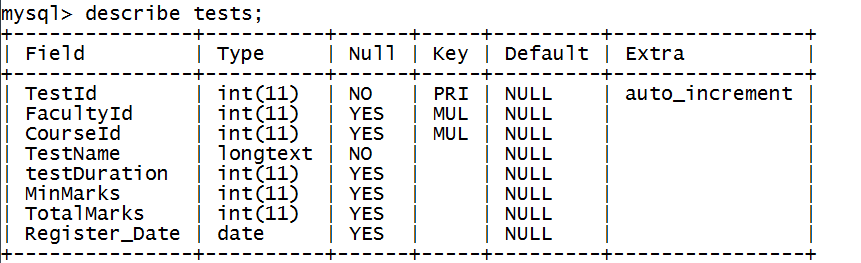 mysql> describe tests;
+---------------+----------+------+-----+---------+----------------+
| Field         | Type     | Null | Key | Default | Extra          |
+---------------+----------+------+-----+---------+----------------+
| TestId        | int(11)  | NO   | PRI | NULL    | auto_increment |
| FacultyId     | int(11)  | YES  | MUL | NULL    |                |
| CourseId      | int(11)  | YES  | MUL | NULL    |                |
| TestName      | longtext | NO   |     | NULL    |                |
| testDuration  | int(11)  | YES  |     | NULL    |                |
| MinMarks      | int(11)  | YES  |     | NULL    |                |
| TotalMarks    | int(11)  | YES  |     | NULL    |                |
| Register_Date | date     | YES  |     | NULL    |                |
+---------------+----------+------+-----+---------+----------------+